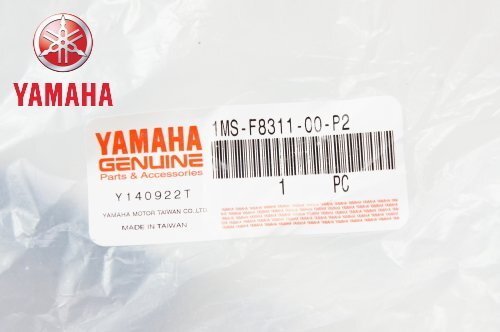 YAMAHA
YAMAHA
GENUINE
Parts & Accessories
Y140922T
YAMAHA MOTOR TAIWAN CO.,LTD.
MADE IN TAIWAN
1MS-F8311-00-P2
1 PC